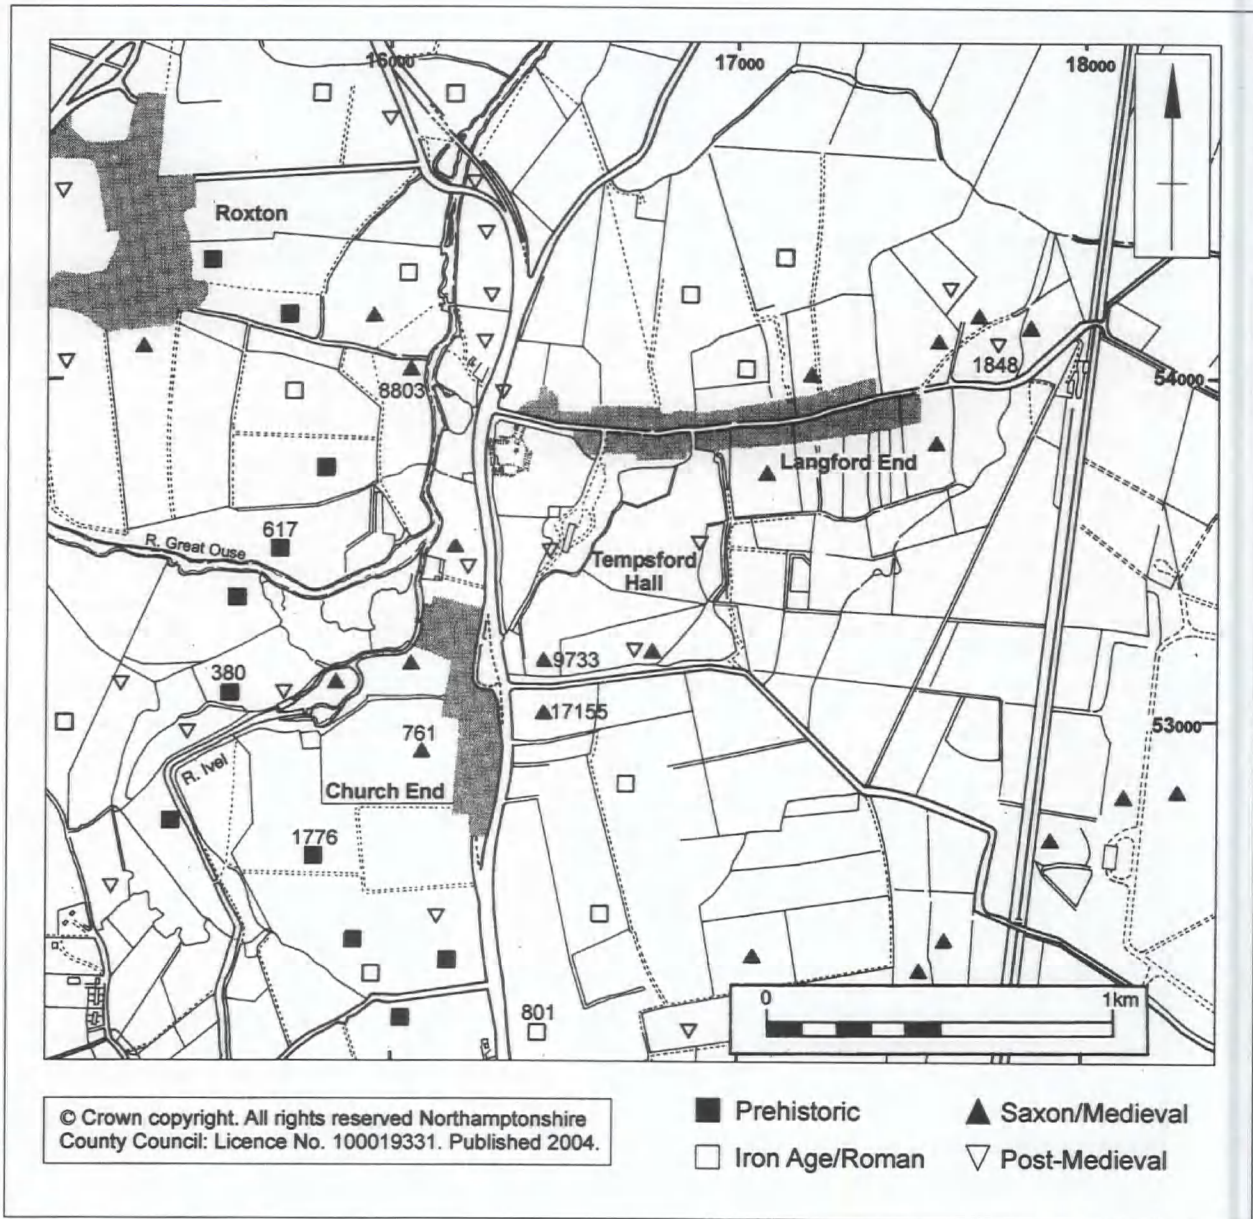 16000
17000
18000
Roxton
8803
1848
54000
Langford End
617
R. Great Ouse
Tempsford
Hall
380
9733
17155
761
53000
R. Ivel
Church End
1776
801
0
1km
© Crown copyright. All rights reserved Northamptonshire
County Council: Licence No. 100019331. Published 2004.
Prehistoric
Saxon/Medieval
Iron Age/Roman
Post-Medieval